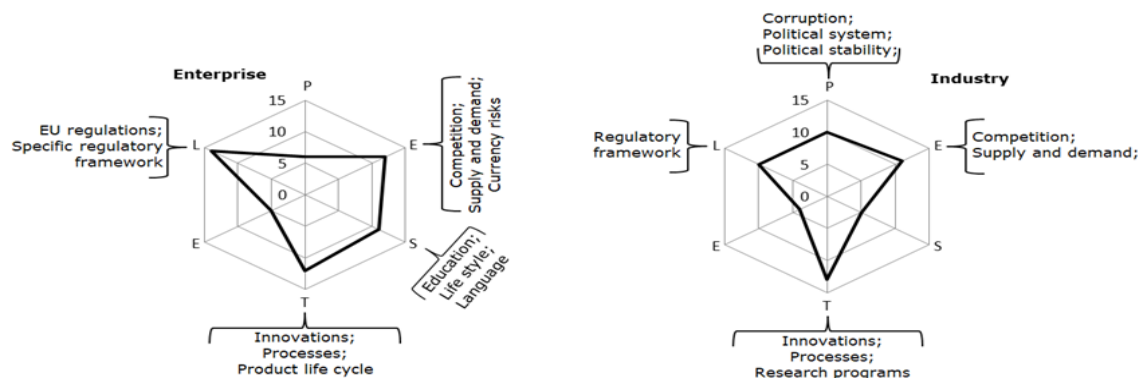 Enterprise
P
15
10
5
0
E
S
T
E
L
EU regulations;
Specific regulatory
framework
Competition;
Supply and demand;
Currency risks
Education;
Life style;
Language
Innovations;
Processes;
Product life cycle
Corruption;
Political system;
Political stability;
Industry
P
15
10
5
0
E
S
T
E
L
Regulatory
framework
Competition;
Supply and demand;
Innovations;
Processes;
Research programs